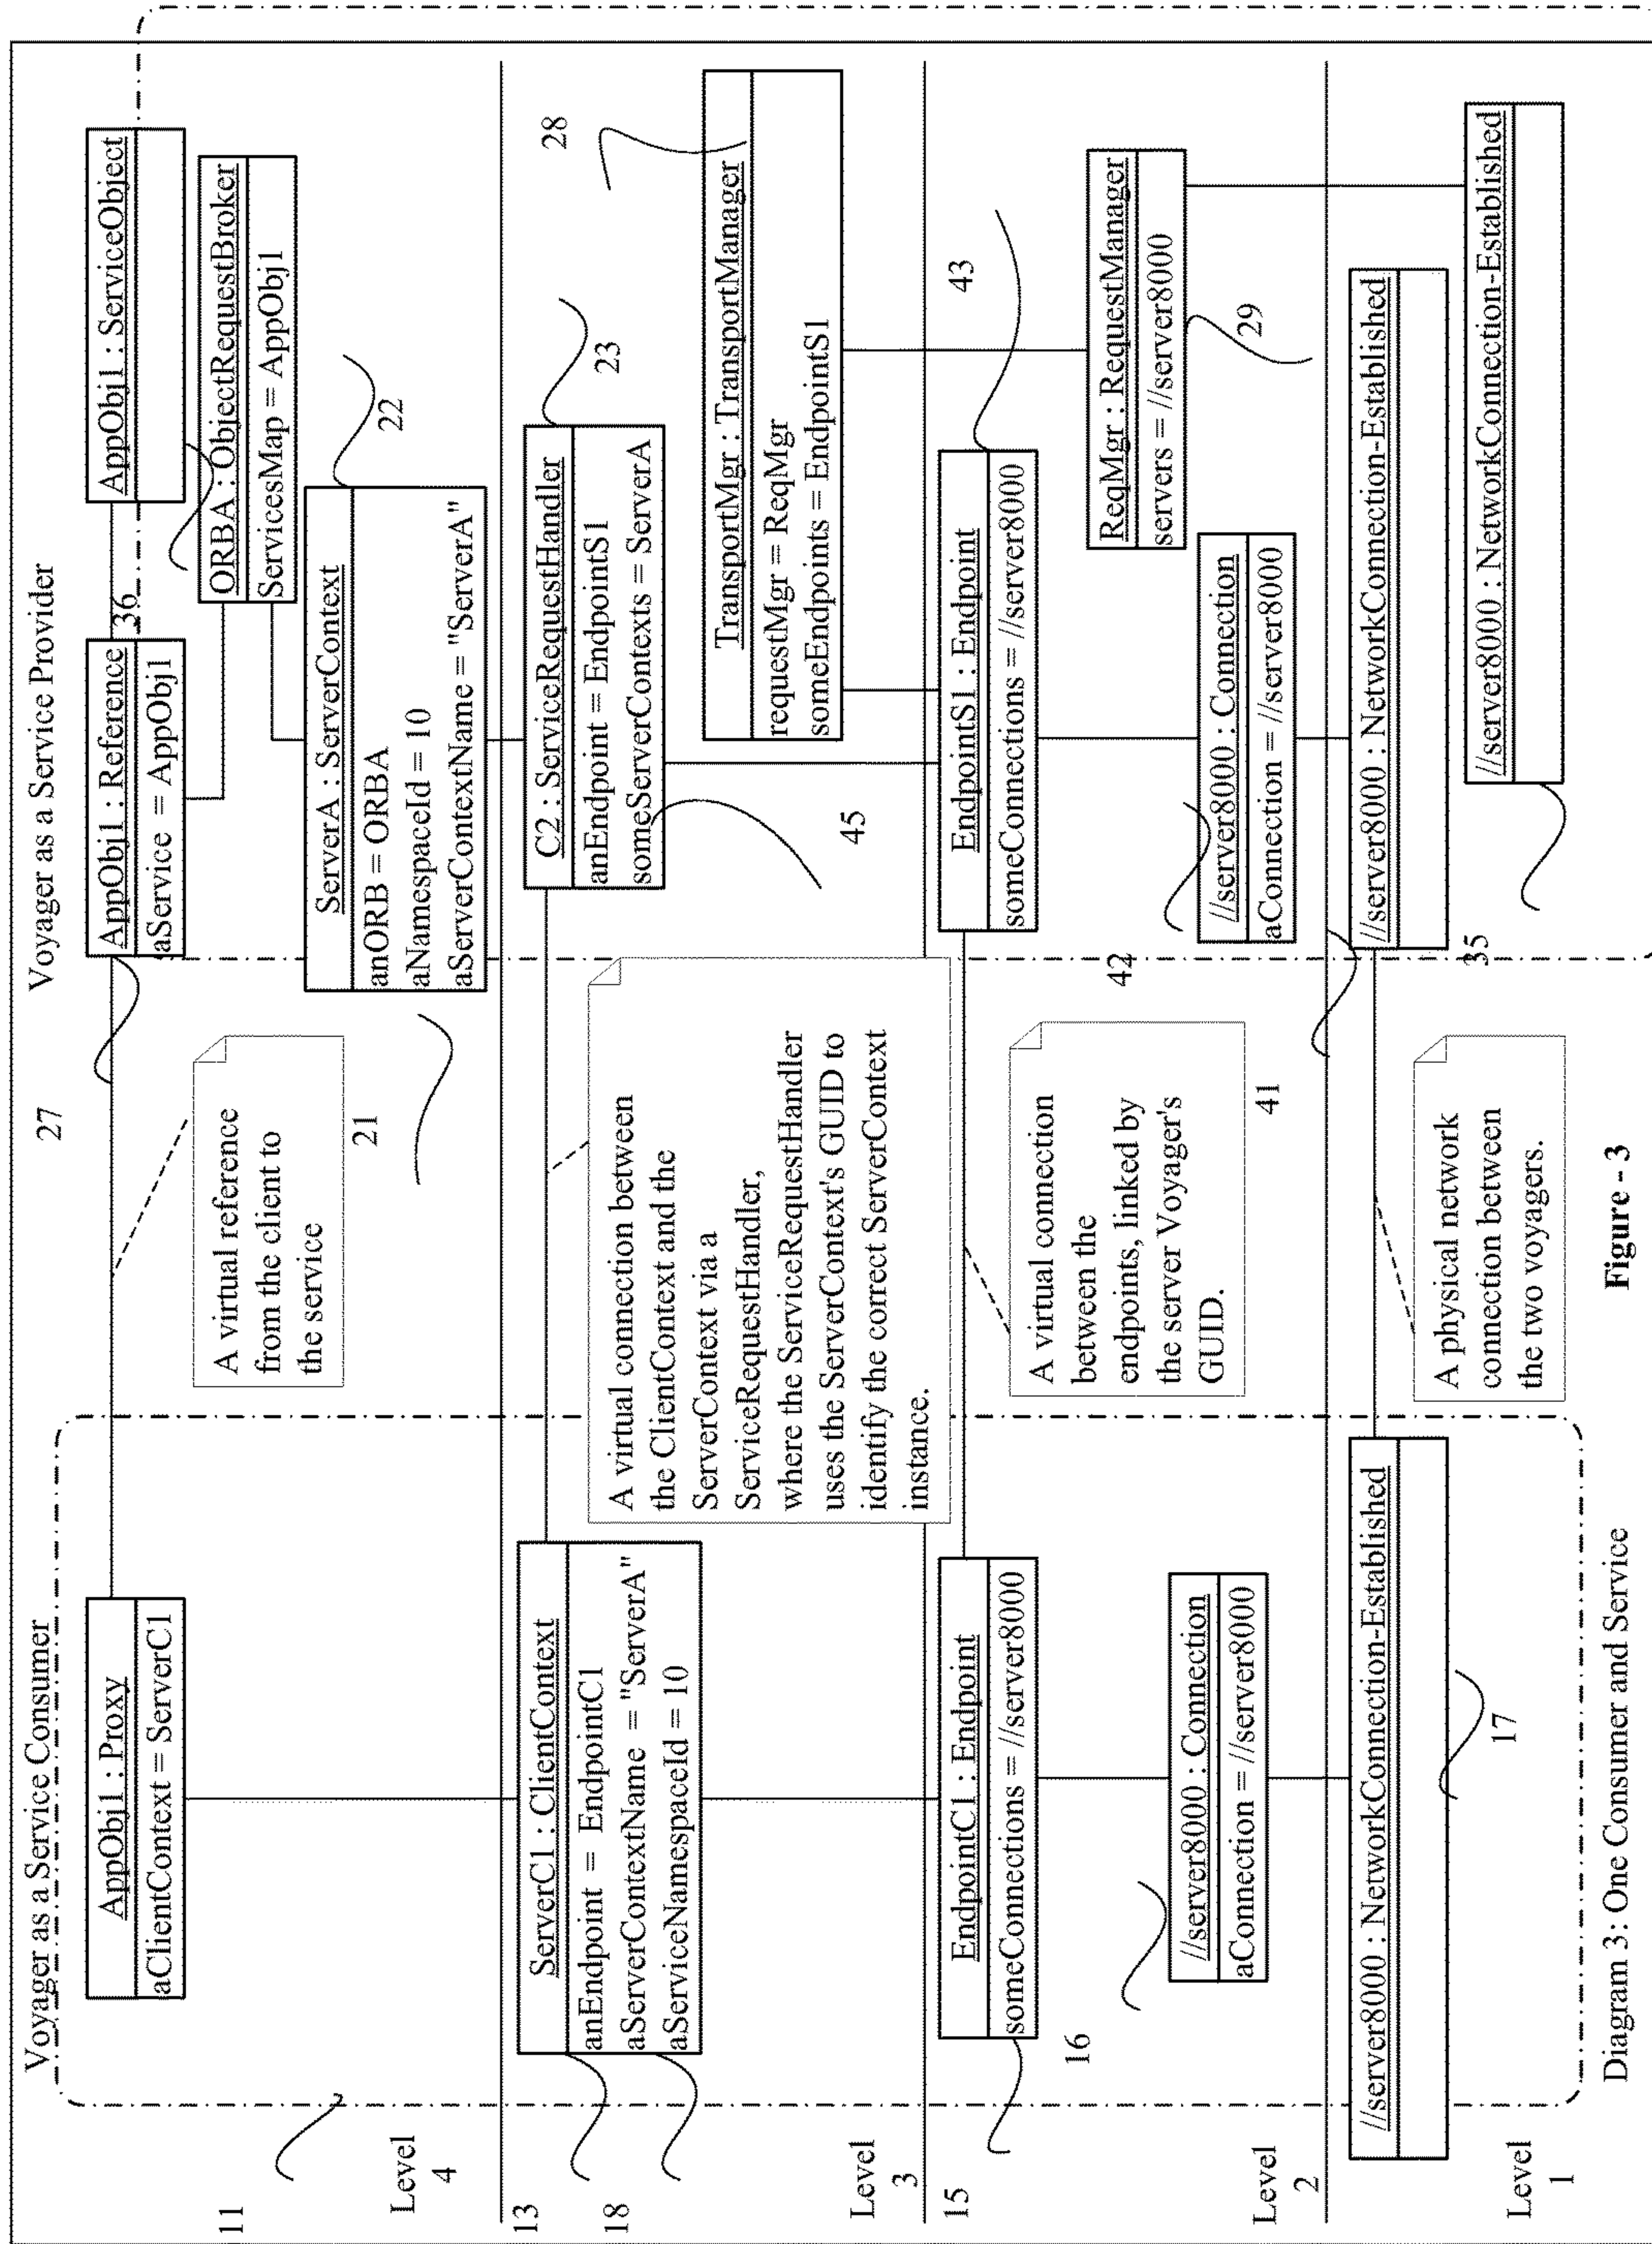 Voyager as a Service Consumer
Voyager as a Service Provider
27
11
AppObj1 : Proxy
aClientContext = ServerC1
AppObj1 : Reference
aService = AppObj1
36
AppObj1 : ServiceObject
ORBA : ObjectRequestBroker
ServicesMap = AppObj1
A virtual reference
from the client to
the service
21
ServerA : ServerContext
anORB = ORBA
aNamespaceId = 10
aServerContextName = "ServerA"
22
Level
4
13
18
ServerC1 : ClientContext
anEndpoint = EndpointC1
aServerContextName = "ServerA"
aServiceNamespaceId = 10
A virtual connection between
the ClientContext and the
ServerContext via a
ServiceRequestHandler,
where the ServiceRequestHandler
uses the ServerContext's GUID to
identify the correct ServerContext
instance.
C2 : ServiceRequestHandler
anEndpoint = EndpointS1
someServerContexts = ServerA
23
28
TransportMgr : TransportManager
requestMgr = ReqMgr
someEndpoints = EndpointS1
45
Level
3
15
EndpointC1 : Endpoint
someConnections = //server8000
16
A virtual connection
between the
endpoints, linked by
the server Voyager's
GUID.
41
42
EndpointS1 : Endpoint
someConnections = //server8000
43
ReqMgr : RequestManager
servers = //server8000
29
//server8000 : Connection
aConnection = //server8000
//server8000 : Connection
aConnection = //server8000
Level
2
//server8000 : NetworkConnection-Established
17
//server8000 : NetworkConnection-Established
35
//server8000 : NetworkConnection-Established
A physical network
connection between
the two voyagers.
Level
1
Diagram 3 : One Consumer and Service
Figure - 3